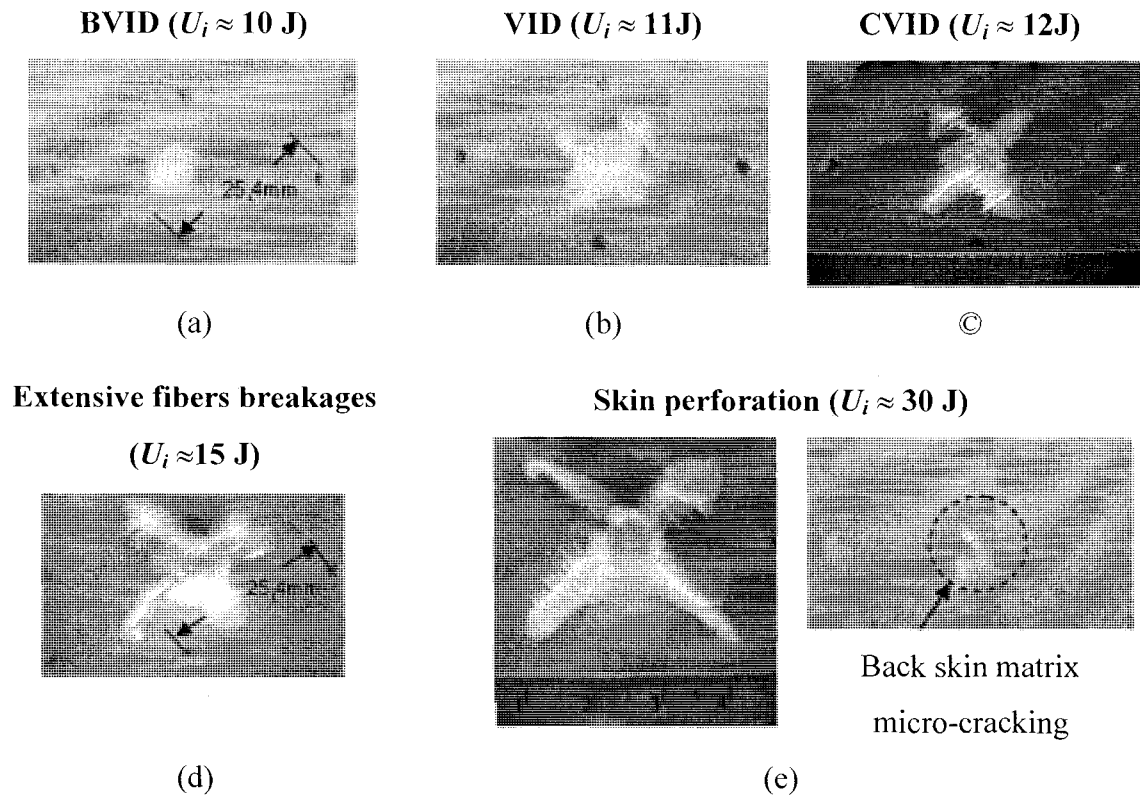 BVID (Uᵢ ≈ 10 J)
VID (Uᵢ ≈ 11J)
CVID (Uᵢ ≈ 12J)
25,4mm
(a)
(b)
©
Extensive fibers breakages
(Uᵢ ≈15 J)
Skin perforation (Uᵢ ≈ 30 J)
25,4mm
Back skin matrix
micro-cracking
(d)
(e)